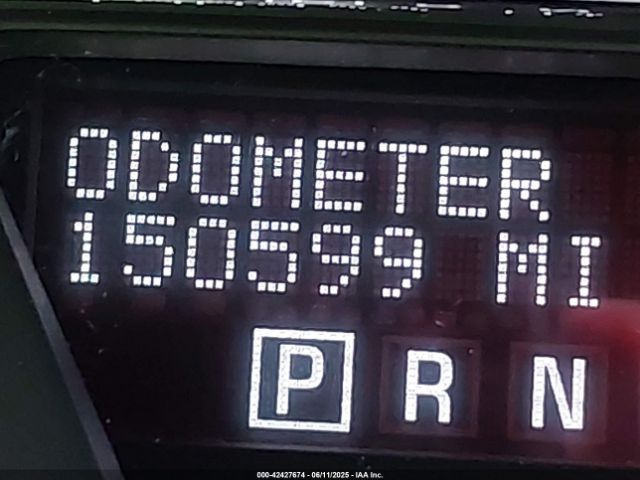 ODOMETER
150599 MI
P R N
000-42427674 - 06/11/2025 - IAA Inc.